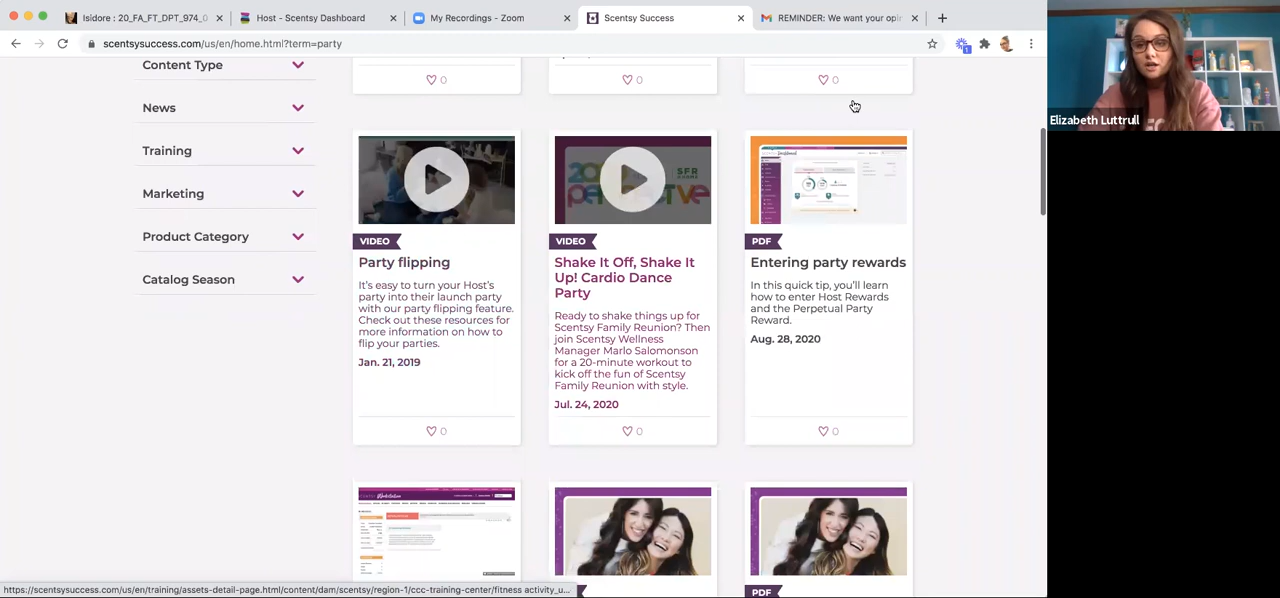 Isidore : 20_FA_FT_DPT_974_0
Host - Scentsy Dashboard
My Recordings - Zoom
Scentsy Success
REMINDER: We want your opin
scentsysuccess.com/us/en/home.html?term=party
1
Elizabeth Luttrull
Content Type
News
Training
Marketing
Product Category
Catalog Season
0
0
0
VIDEO
Party flipping
It's easy to turn your Host's
party into their launch party
with our party flipping feature.
Check out these resources for
more information on how to
flip your parties.
Jan. 21, 2019
0
SFR
VIDEO
Shake It Off, Shake It
Up! Cardio Dance
Party
Ready to shake things up for
Scentsy Family Reunion? Then
join Scentsy Wellness
Manager Marlo Salomonson
for a 20-minute workout to
kick off the fun of Scentsy
Family Reunion with style.
Jul. 24, 2020
0
PDF
Entering party rewards
In this quick tip, you'll learn
how to enter Host Rewards
and the Perpetual Party
Reward.
Aug. 28, 2020
0
PDF
https://scentsysuccess.com/us/en/training/assets-detail-page.html/content/dam/scentsy/region-1/ccc-training-center/fitness activity_u...